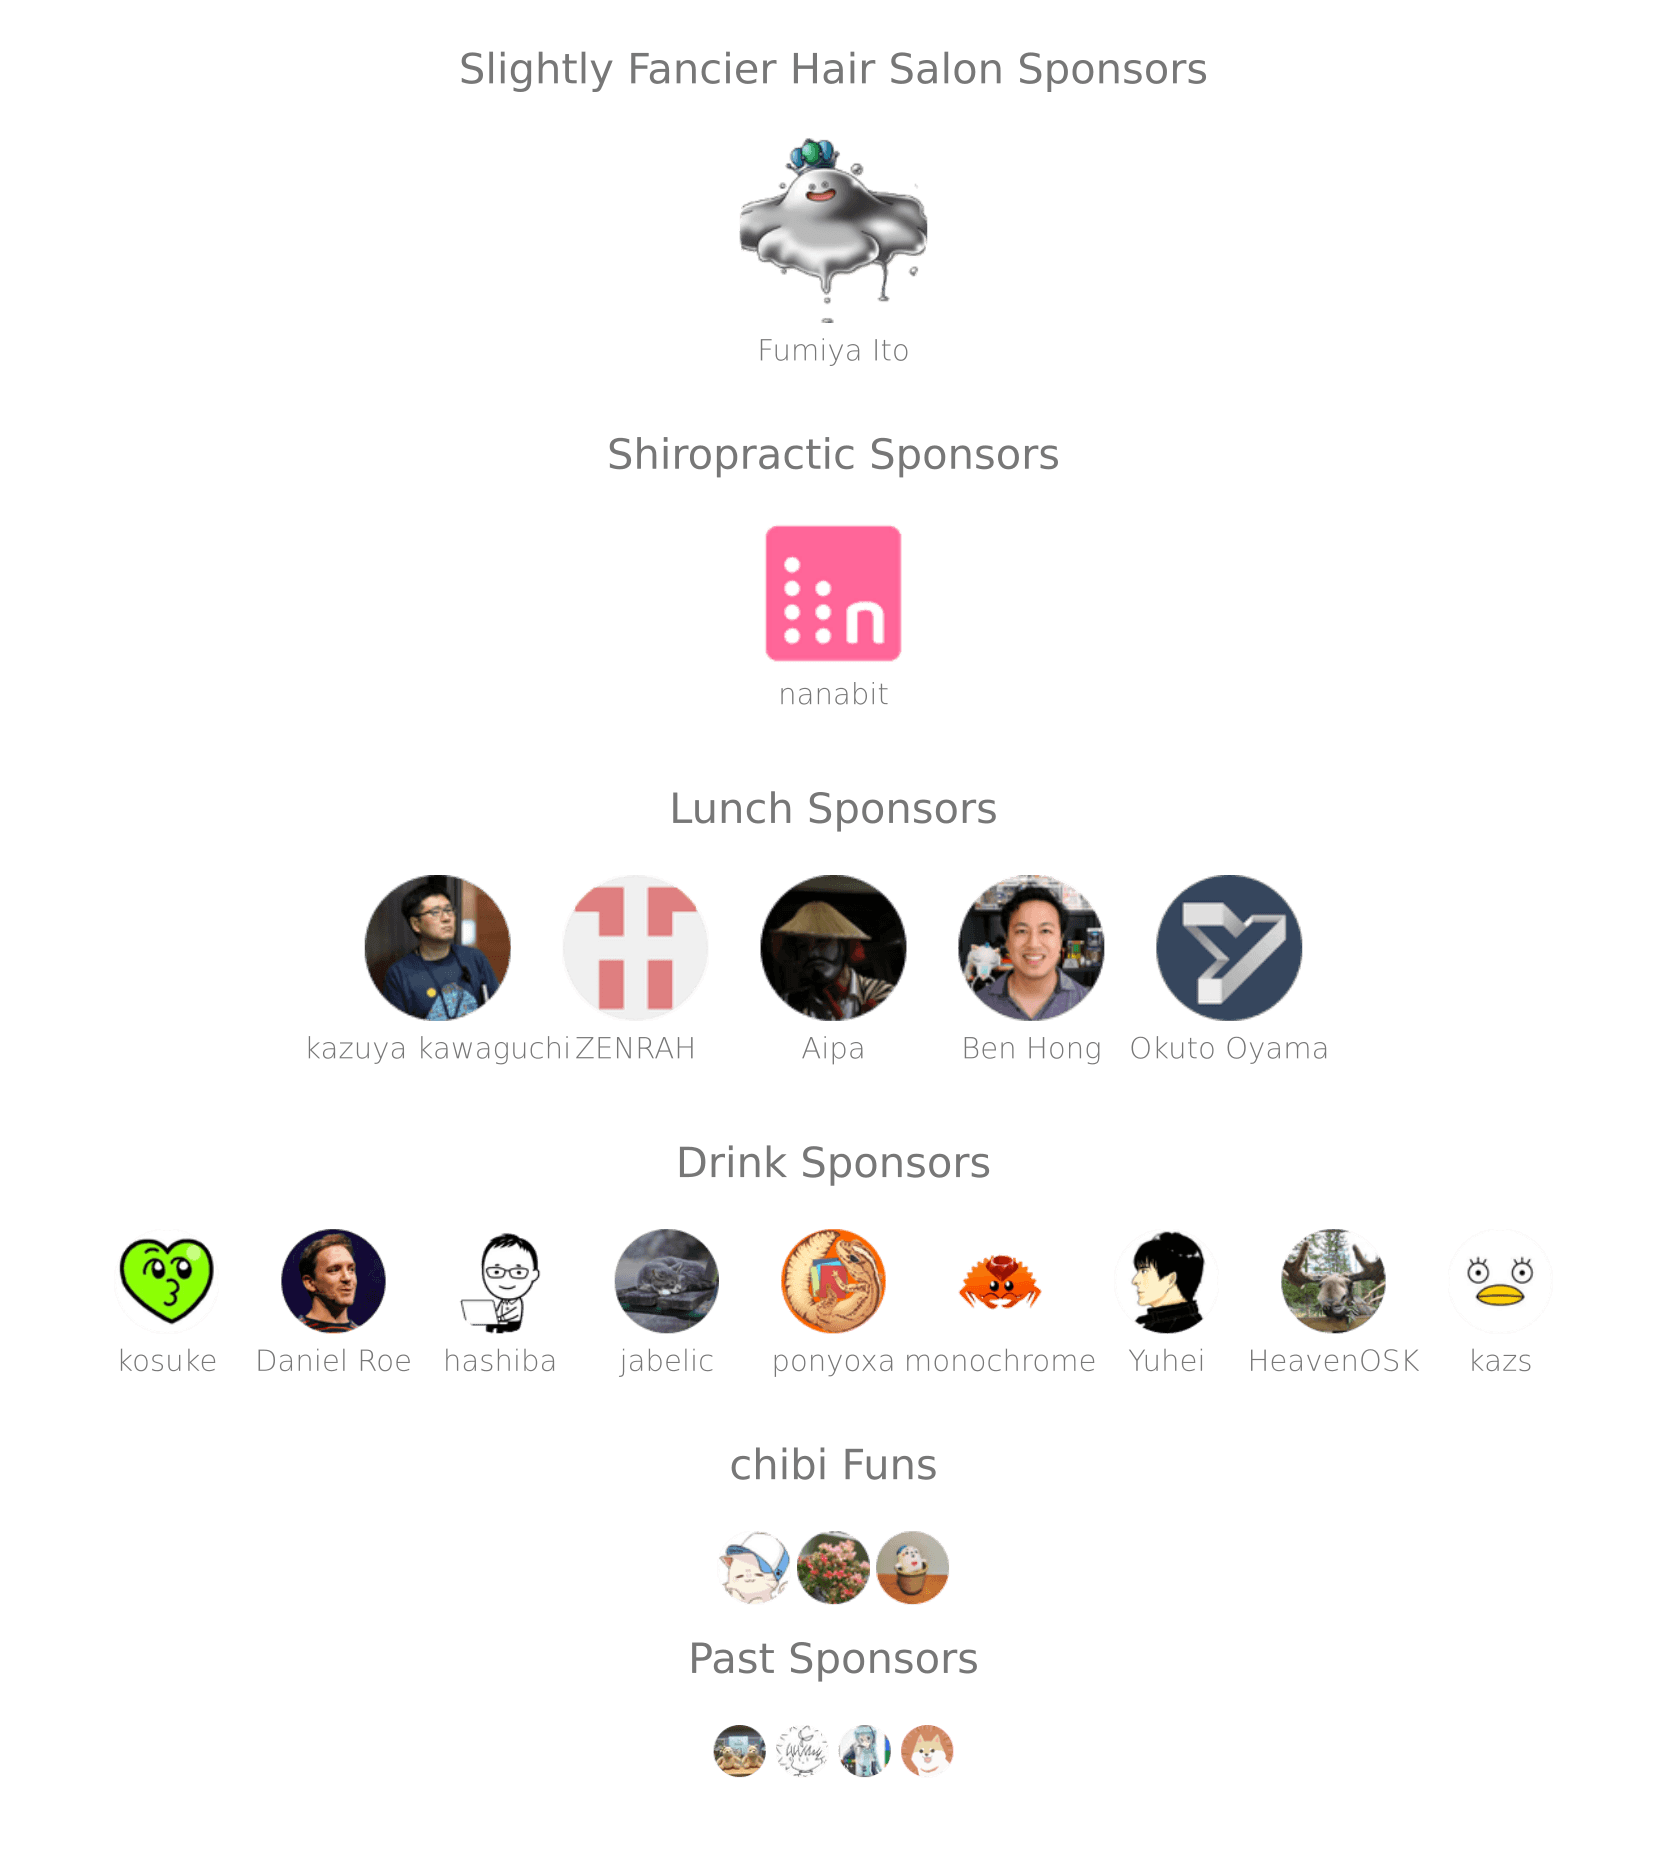 Slightly Fancier Hair Salon Sponsors
Fumiya Ito
Shiropractic Sponsors
n
nanabit
Lunch Sponsors
kazuya kawaguchi ZENRAH Aipa Ben Hong Okuto Oyama
Drink Sponsors
kosuke Daniel Roe hashiba jabelic ponyoxa monochrome Yuhei HeavenOSK kazs
chibi Funs
Past Sponsors